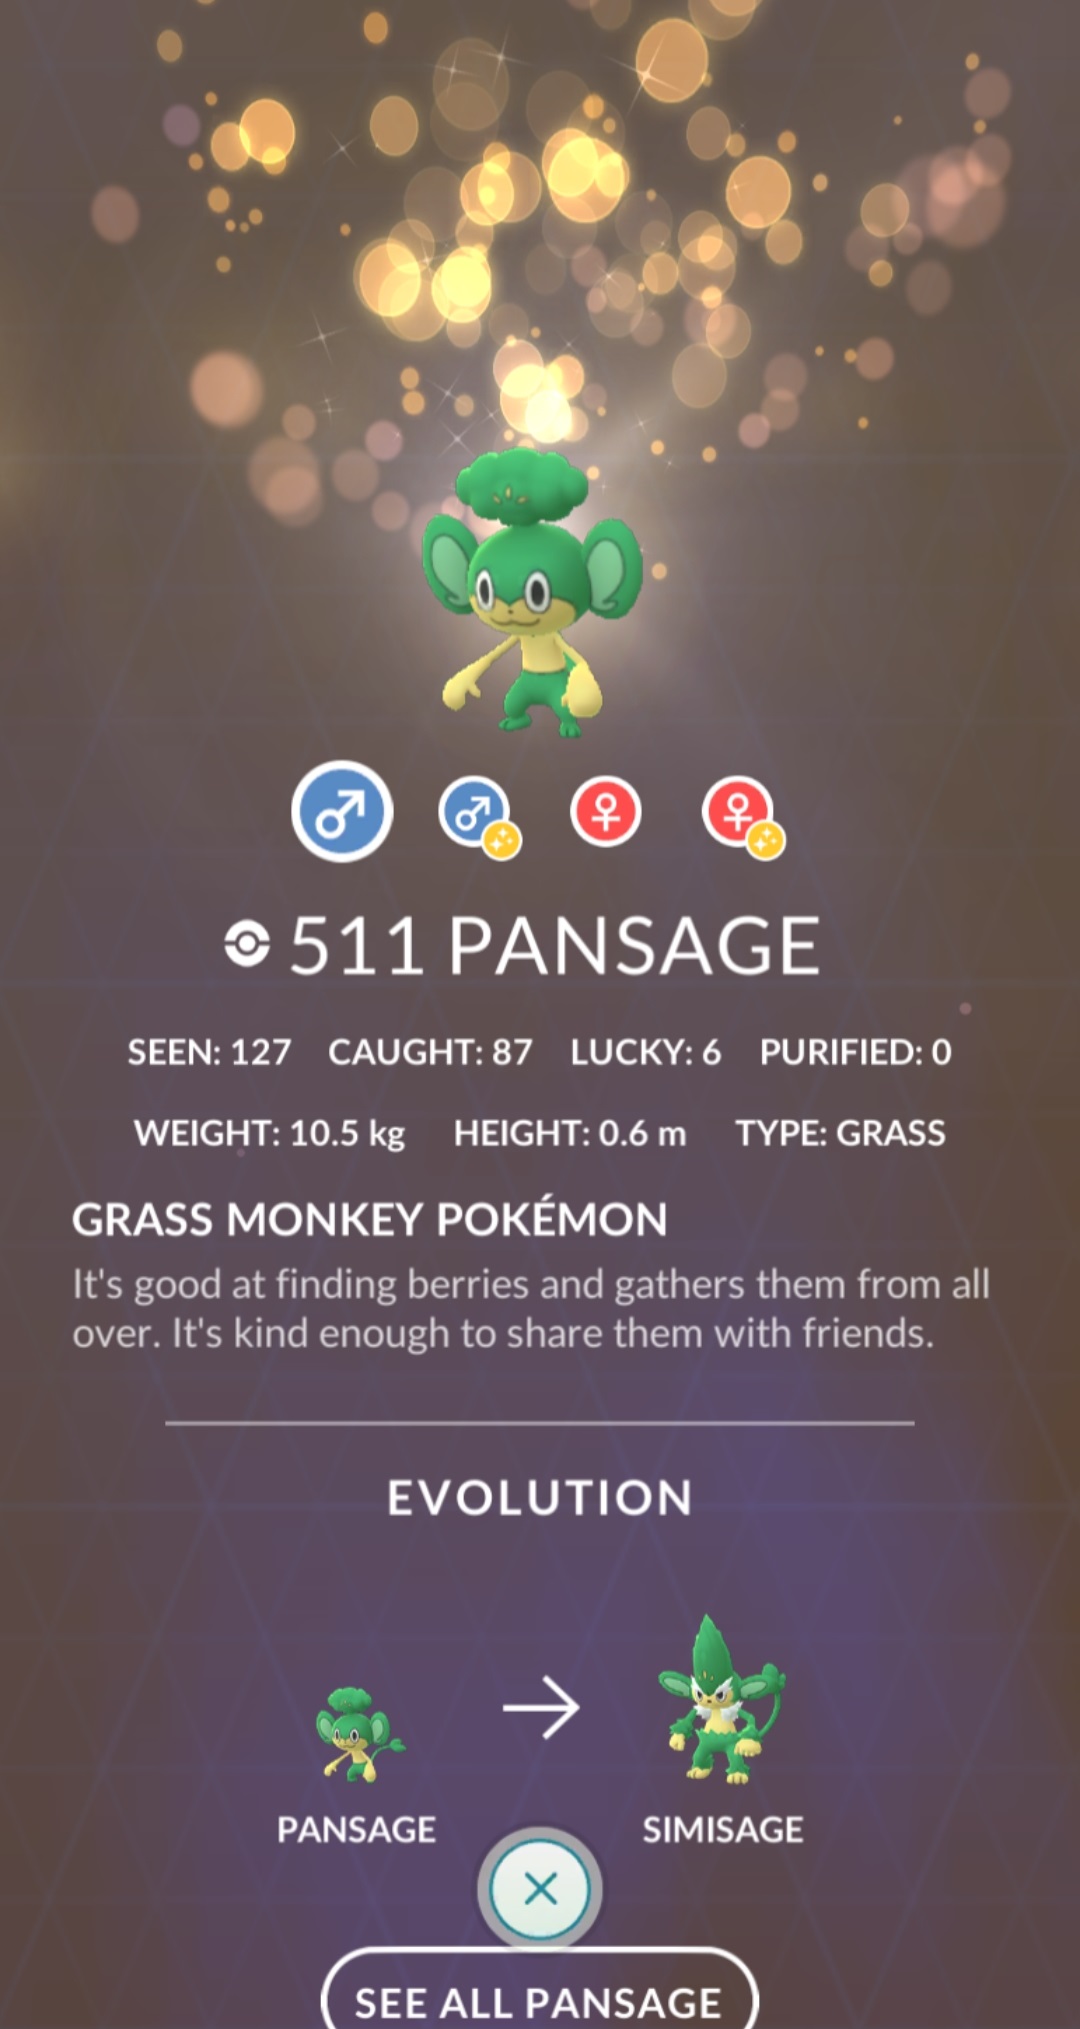 511 PANSAGE
SEEN: 127 CAUGHT: 87 LUCKY: 6 PURIFIED: 0
WEIGHT: 10.5 kg HEIGHT: 0.6 m TYPE: GRASS
GRASS MONKEY POKÉMON
It's good at finding berries and gathers them from all
over. It's kind enough to share them with friends.
EVOLUTION
PANSAGE SIMISAGE
SEE ALL PANSAGE